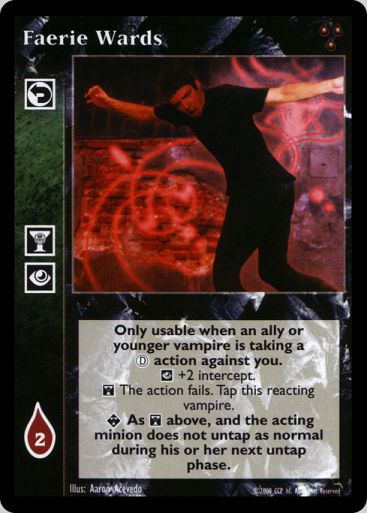 Faerie Wards
Only usable when an ally or
younger vampire is taking a
D action against you.
+2 intercept.
The action fails. Tap this reacting
vampire.
As above, and the acting
minion does not untap as normal
during his or her next untap
phase.
2
Illus: Aaron Acevedo